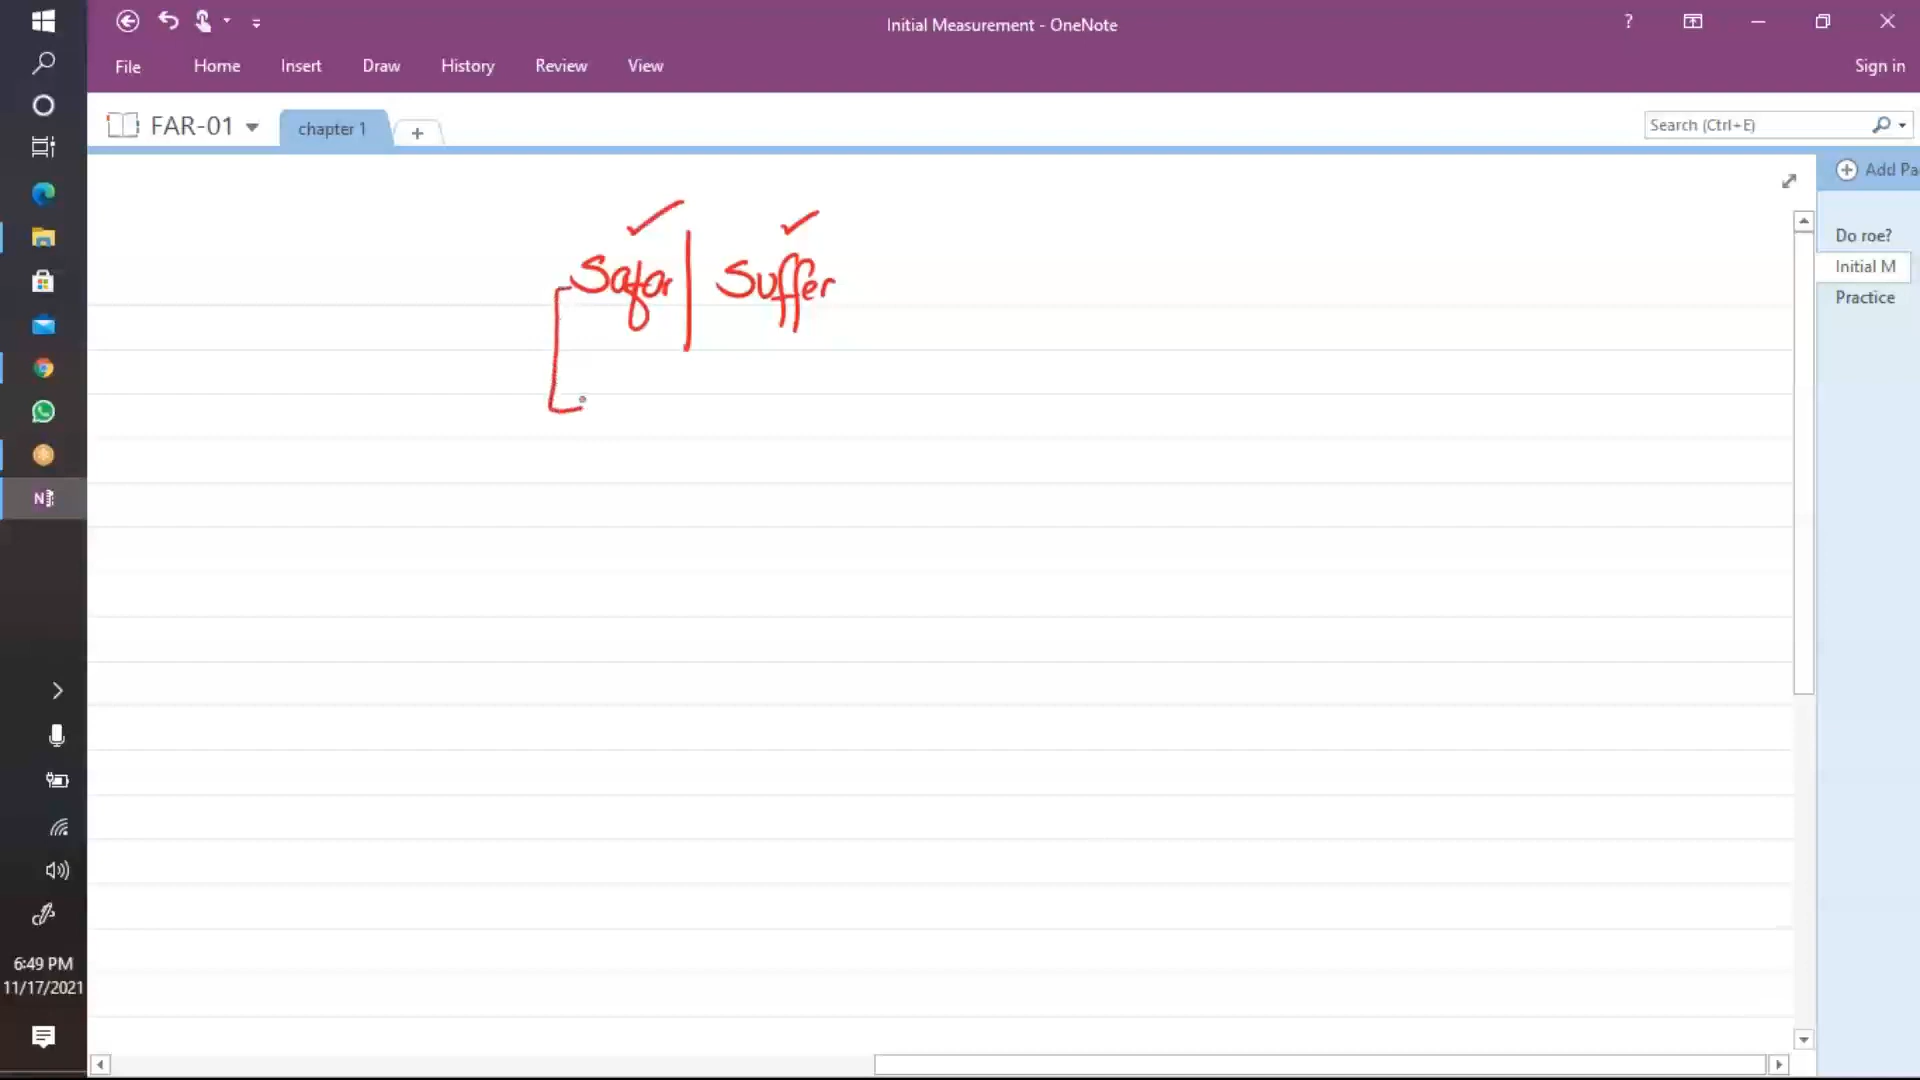 Initial Measurement - OneNote
?
File Home Insert Draw History Review View
Sign in
FAR-01 chapter 1 +
Search (Ctrl+E)
Add Pa
Do roe?
Initial M
Practice
Safar | Suffer
N
6:49 PM
11/17/2021